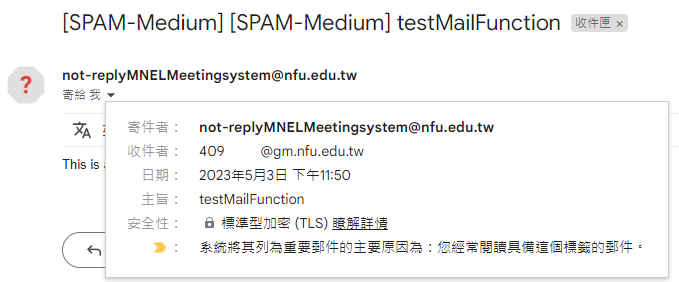 [SPAM-Medium] [SPAM-Medium] testMailFunction 收件匣 ×
not-replyMNELMeetingsystem@nfu.edu.tw
寄給 我
寄件者： not-replyMNELMeetingsystem@nfu.edu.tw
收件者： 409 @gm.nfu.edu.tw
日期： 2023年5月3日 下午11:50
This is
主旨： testMailFunction
安全性： 標準型加密 (TLS) 瞭解詳情
： 系統將其列為重要郵件的主要原因為：您經常閱讀具備這個標籤的郵件。